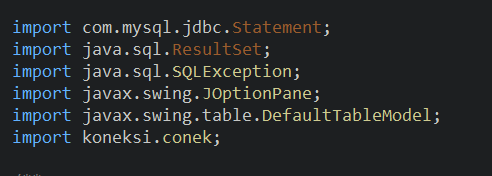 import com.mysql.jdbc.Statement;
import java.sql.ResultSet;
import java.sql.SQLException;
import javax.swing.JOptionPane;
import javax.swing.table.DefaultTableModel;
import koneksi.conek;